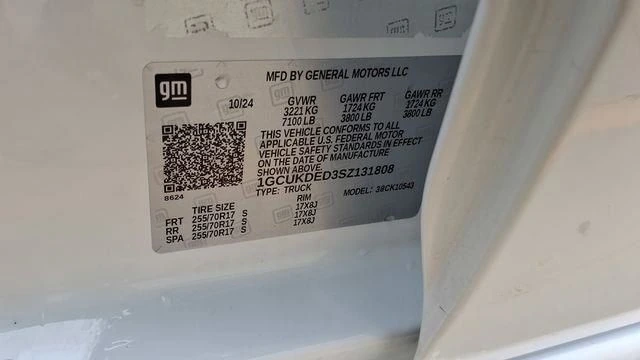 gm
MFD BY GENERAL MOTORS LLC
10/24
GVWR GAWR FRT GAWR RR
3221 KG 1724 KG 1724 KG
7100 LB 3800 LB 3800 LB
THIS VEHICLE CONFORMS TO ALL
APPLICABLE U.S. FEDERAL MOTOR
VEHICLE SAFETY STANDARDS IN EFFECT
ON THE DATE OF MANUFACTURE
SHOWN ABOVE.
1GCUKDED3SZ131808
8624
TYPE: TRUCK MODEL: 38CK10543
TIRE SIZE RIM
FRT 255/70R17 S 17X8J
RR 255/70R17 S 17X8J
SPA 255/70R17 S 17X8J